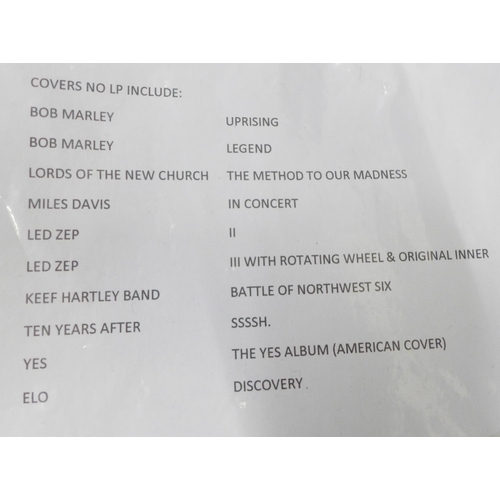 COVERS NO LP INCLUDE:
BOB MARLEY UPRISING
BOB MARLEY LEGEND
LORDS OF THE NEW CHURCH THE METHOD TO OUR MADNESS
MILES DAVIS IN CONCERT
LED ZEP II
LED ZEP III WITH ROTATING WHEEL & ORIGINAL INNER
KEEF HARTLEY BAND BATTLE OF NORTHWEST SIX
TEN YEARS AFTER SSSSH.
YES THE YES ALBUM (AMERICAN COVER)
ELO DISCOVERY .